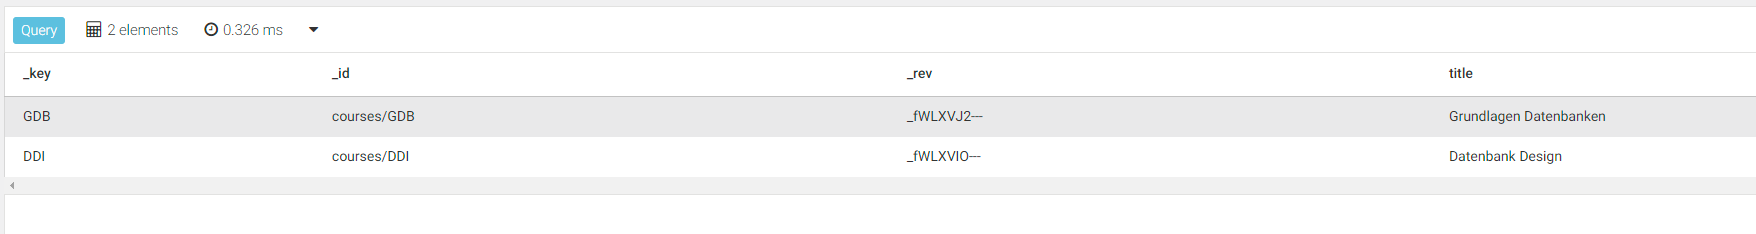 Query 2 elements 0.326 ms
_key _id _rev title
GDB courses/GDB _fWLXVJ2--- Grundlagen Datenbanken
DDI courses/DDI _fWLXVIO--- Datenbank Design